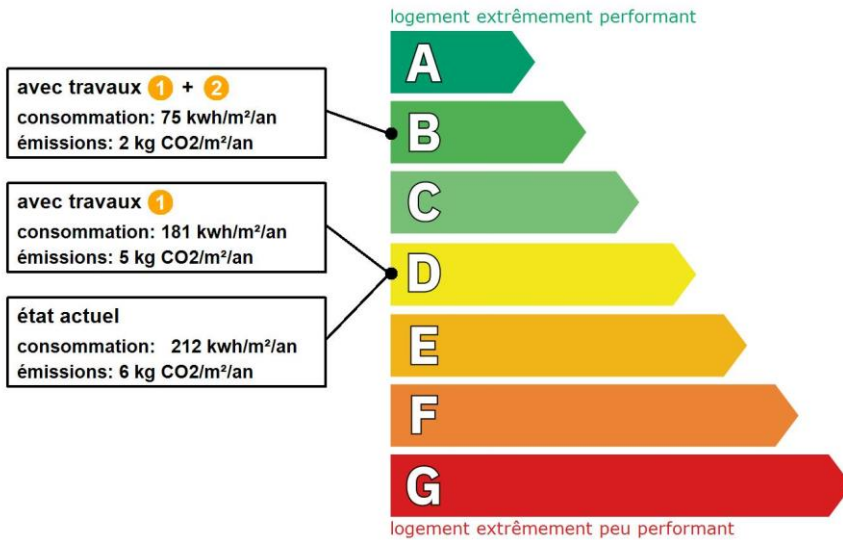 logement extrêmement performant
avec travaux 1 + 2
consommation: 75 kwh/m²/an
émissions: 2 kg CO2/m²/an
avec travaux 1
consommation: 181 kwh/m²/an
émissions: 5 kg CO2/m²/an
état actuel
consommation: 212 kwh/m²/an
émissions: 6 kg CO2/m²/an
A
B
C
D
E
F
G
logement extrêmement peu performant